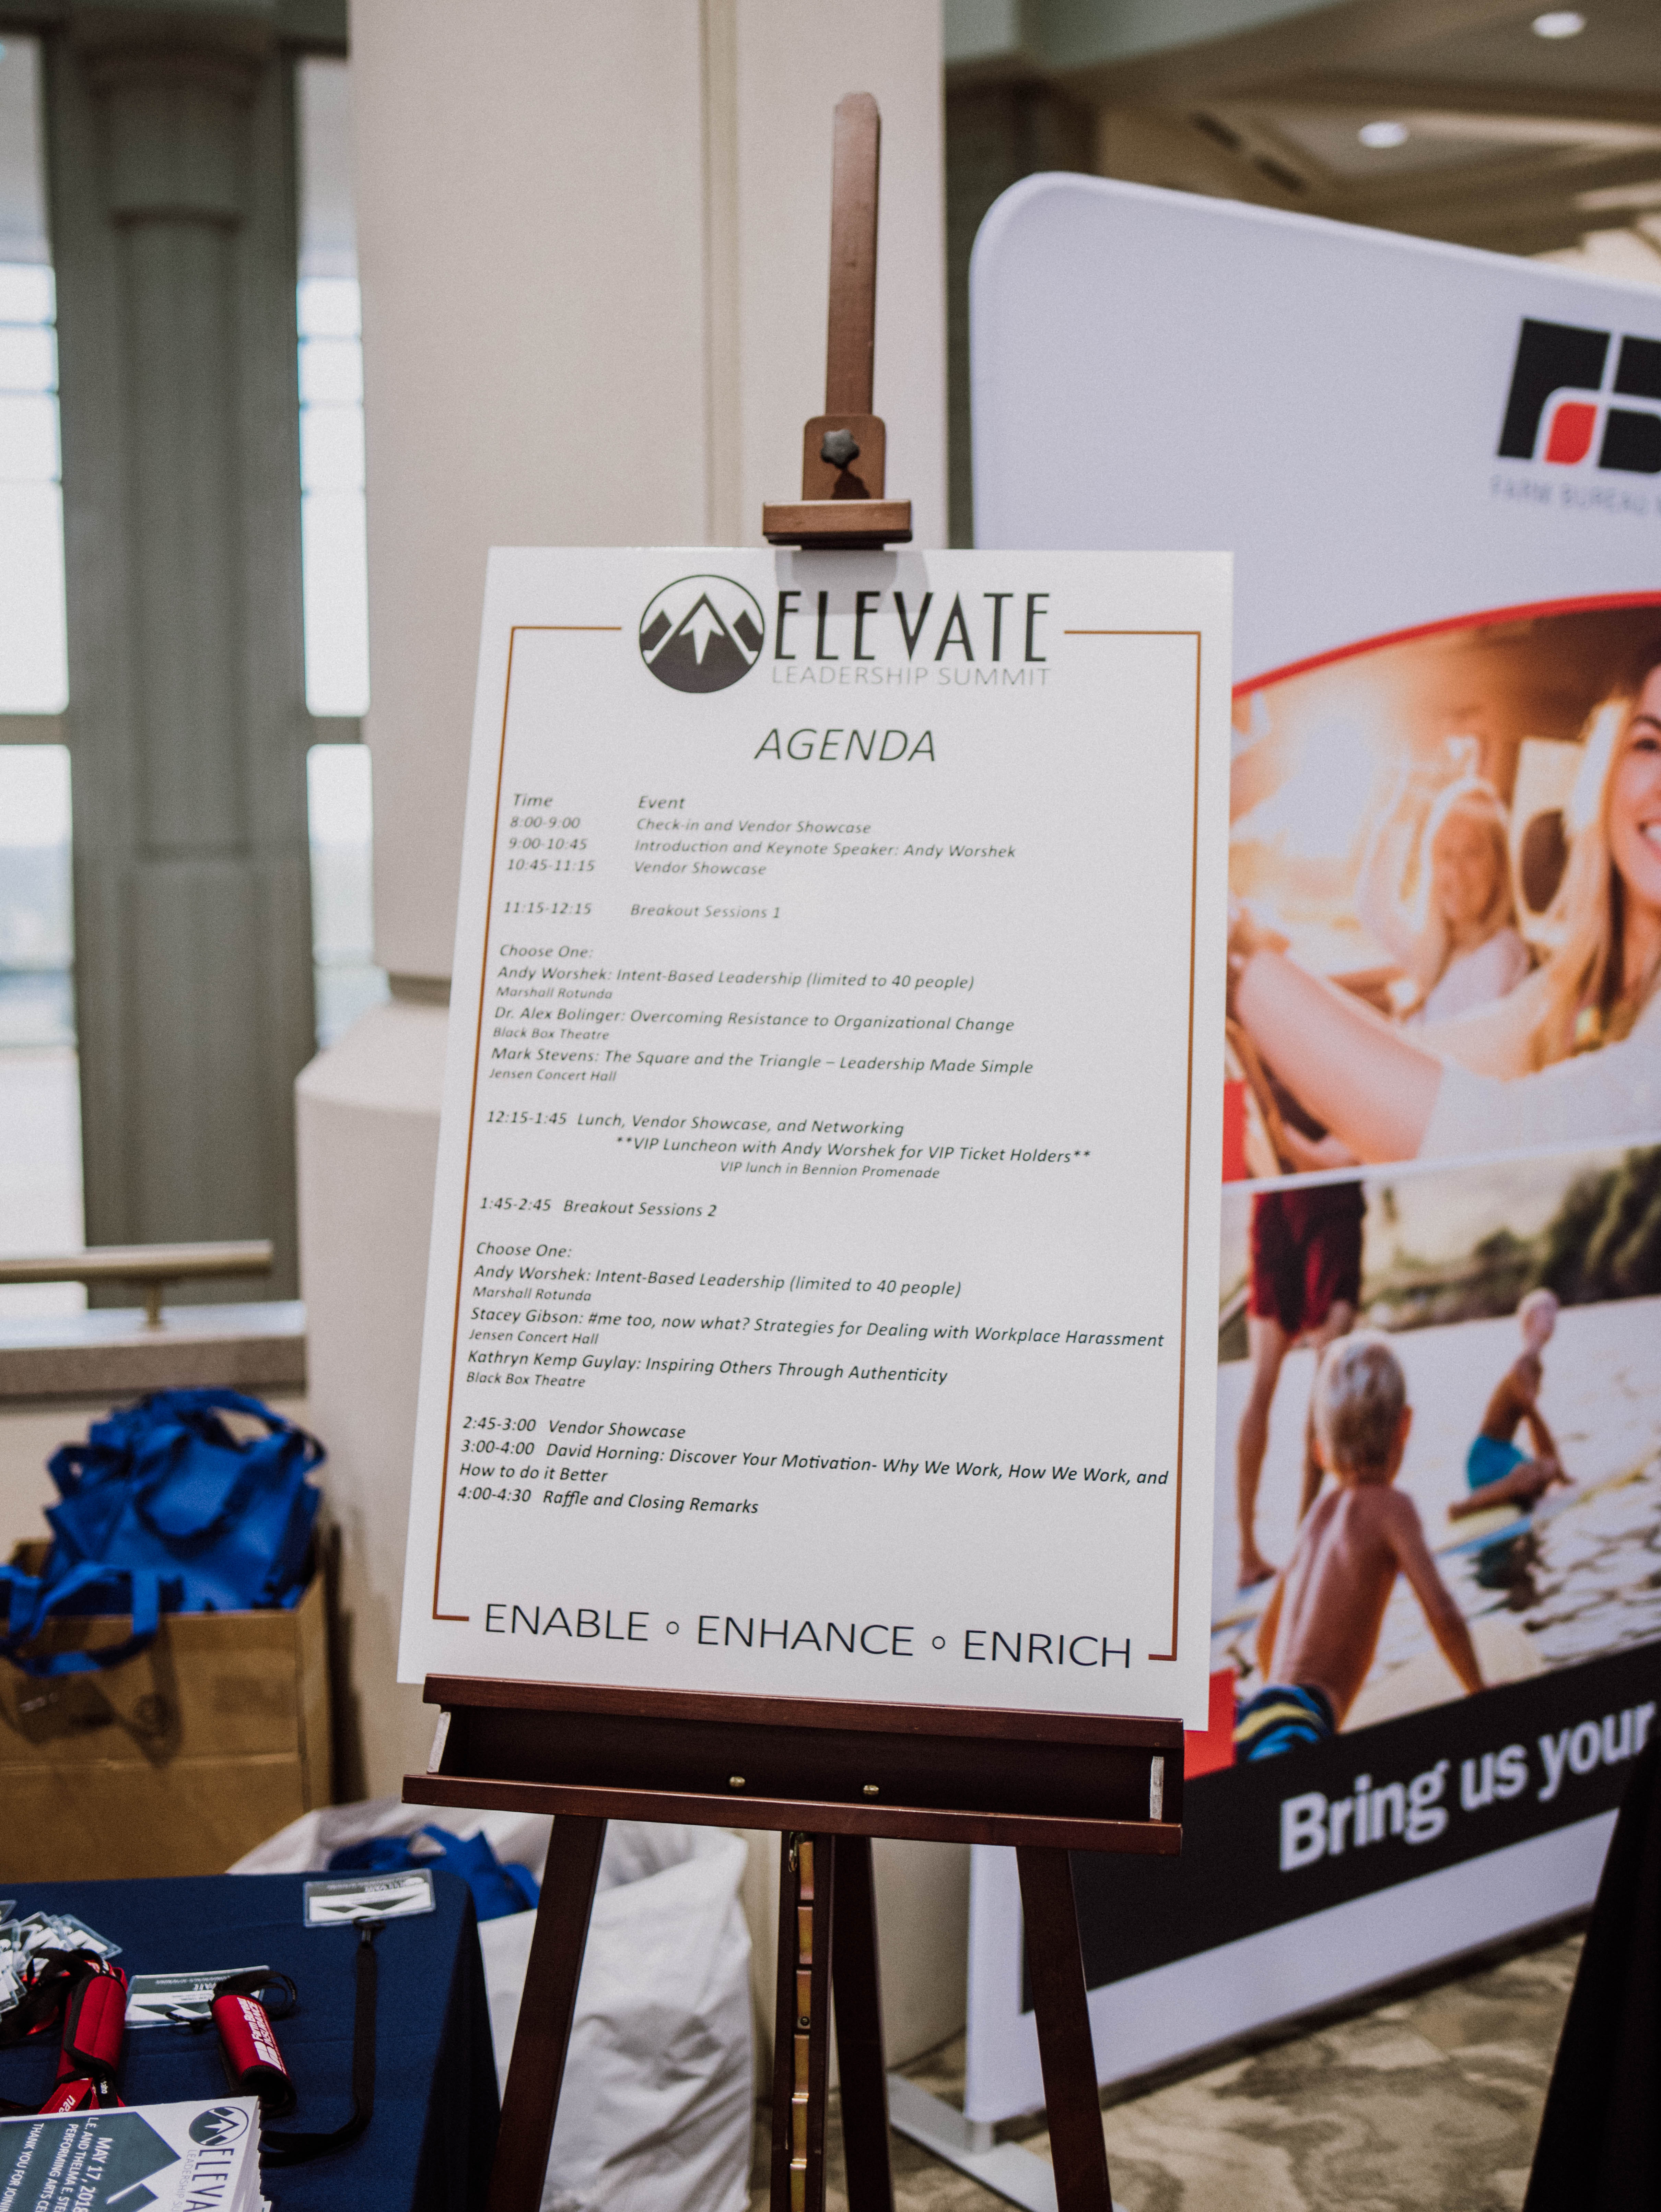 ELEVATE
LEADERSHIP SUMMIT
AGENDA
Time Event
8:00-9:00 Check-in and Vendor Showcase
9:00-10:45 Introduction and Keynote Speaker: Andy Worshek
10:45-11:15 Vendor Showcase
11:15-12:15 Breakout Sessions 1
Choose One:
Andy Worshek: Intent-Based Leadership (limited to 40 people)
Marshall Rotunda
Dr. Alex Bolinger: Overcoming Resistance to Organizational Change
Black Box Theatre
Mark Stevens: The Square and the Triangle – Leadership Made Simple
Jensen Concert Hall
12:15-1:45 Lunch, Vendor Showcase, and Networking
**VIP Luncheon with Andy Worshek for VIP Ticket Holders**
VIP lunch in Bennion Promenade
1:45-2:45 Breakout Sessions 2
Choose One:
Andy Worshek: Intent-Based Leadership (limited to 40 people)
Marshall Rotunda
Stacey Gibson: #me too, now what? Strategies for Dealing with Workplace Harassment
Jensen Concert Hall
Kathryn Kemp Guylay: Inspiring Others Through Authenticity
Black Box Theatre
2:45-3:00 Vendor Showcase
3:00-4:00 David Horning: Discover Your Motivation- Why We Work, How We Work, and
How to do it Better
4:00-4:30 Raffle and Closing Remarks
ENABLE ◦ ENHANCE ◦ ENRICH
FARM BUREAU
Bring us your
MAY 17, 2018
THANK YOU FOR